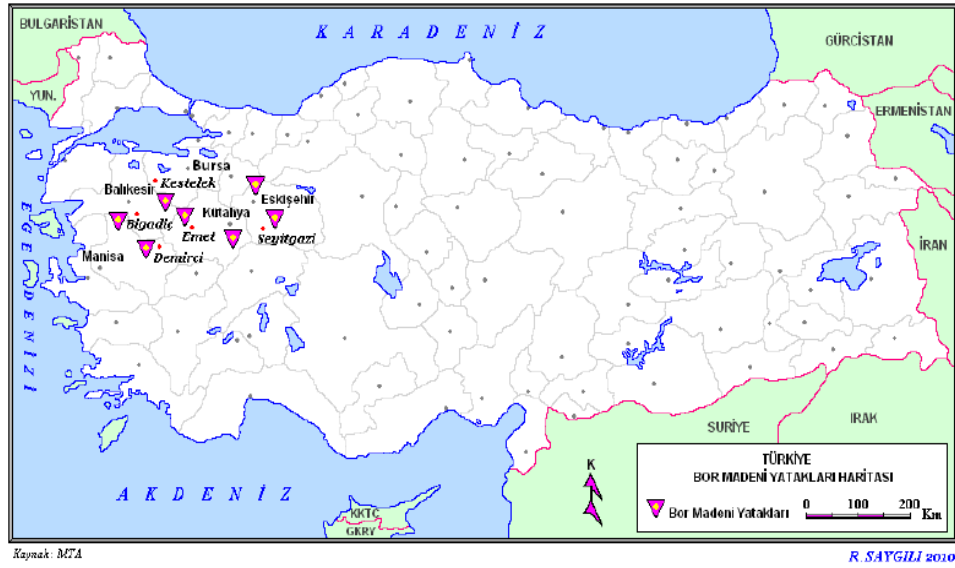 BULGARİSTAN
K A R A D E N İ Z
GÜRCİSTAN
YUN.
ERMENİSTAN
Bursa
Balıkesir
Kestelek
Eskişehir
Bigadiç
Kütahya
Emet
Seyitgazi
Manisa
Demirci
İRAN
E G E D E N İ Z İ
SURİYE
IRAK
A K D E N İ Z
KKTC
GKRY
K
TÜRKİYE
BOR MADENİ YATAKLARI HARİTASI
Bor Madeni Yatakları
0 100 200
Km
Kaynak: MTA
R. SAYGILI 2010